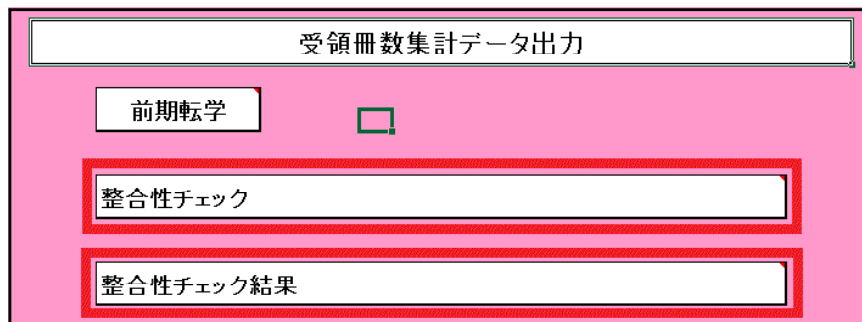 受領冊数集計データ出力
前期転学
整合性チェック
整合性チェック結果